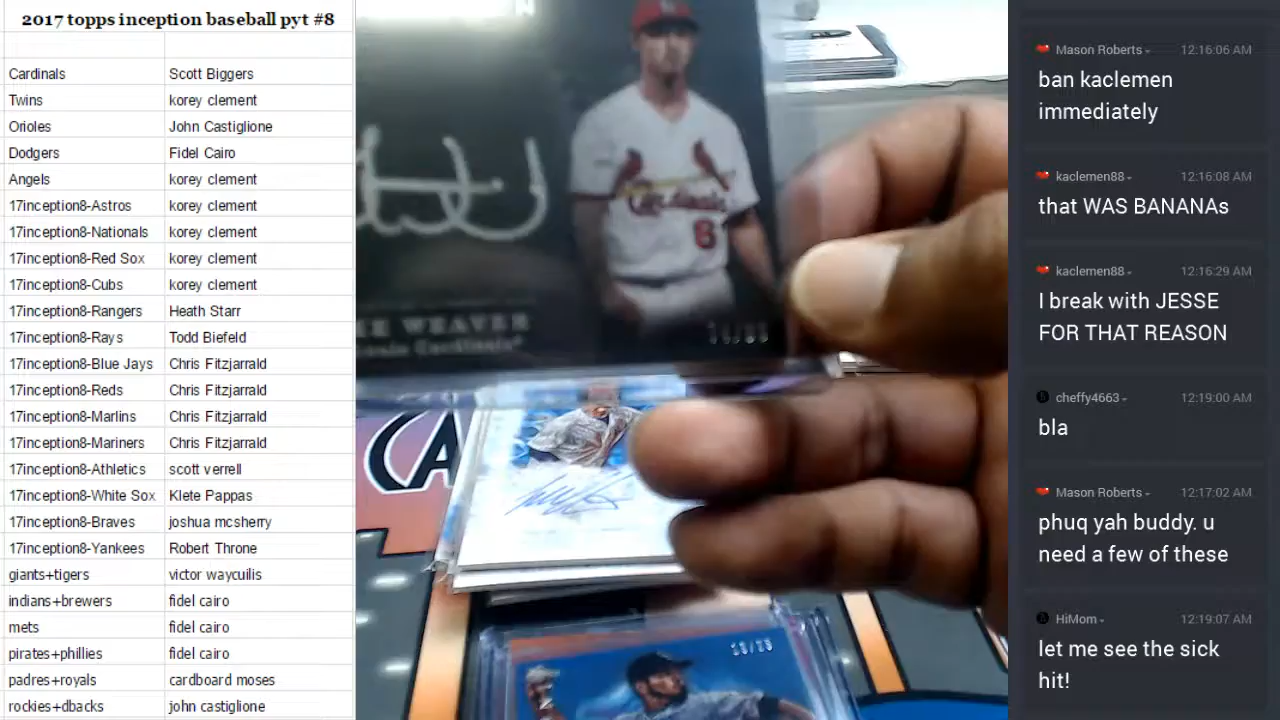 2017 topps inception baseball pyt #8
Cardinals Scott Biggers
Twins korey clement
Orioles John Castiglione
Dodgers Fidel Cairo
Angels korey clement
17inception8-Astros korey clement
17inception8-Nationals korey clement
17inception8-Red Sox korey clement
17inception8-Cubs korey clement
17inception8-Rangers Heath Starr
17inception8-Rays Todd Biefeld
17inception8-Blue Jays Chris Fitzjarrald
17inception8-Reds Chris Fitzjarrald
17inception8-Marlins Chris Fitzjarrald
17inception8-Mariners Chris Fitzjarrald
17inception8-Athletics scott verrell
17inception8-White Sox Klete Pappas
17inception8-Braves joshua mcsherry
17inception8-Yankees Robert Throne
giants+tigers victor waycuilis
indians+brewers fidel cairo
mets fidel cairo
pirates+phillies fidel cairo
padres+royals cardboard moses
rockies+dbacks john castiglione
Cardinals
6
WEAVER
Cardinals
Mason Roberts 12:16:06 AM
ban kaclemen
immediately
kaclemen88 12:16:08 AM
that WAS BANANAs
kaclemen88 12:16:29 AM
I break with JESSE
FOR THAT REASON
cheffy4663 12:19:00 AM
bla
Mason Roberts 12:17:02 AM
phuq yah buddy. u
need a few of these
HiMom 12:19:07 AM
let me see the sick
hit!